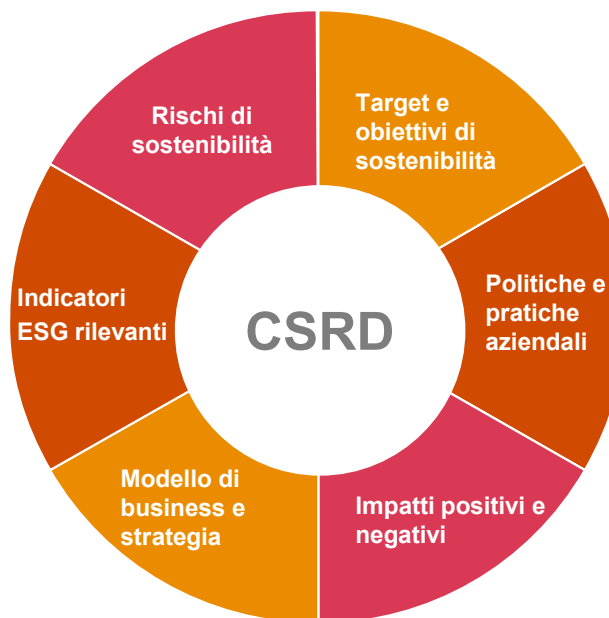 Rischi di
sostenibilità
Target e
obiettivi di
sostenibilità
Politiche e
pratiche
aziendali
Impatti positivi e
negativi
Modello di
business e
strategia
Indicatori
ESG rilevanti
CSRD